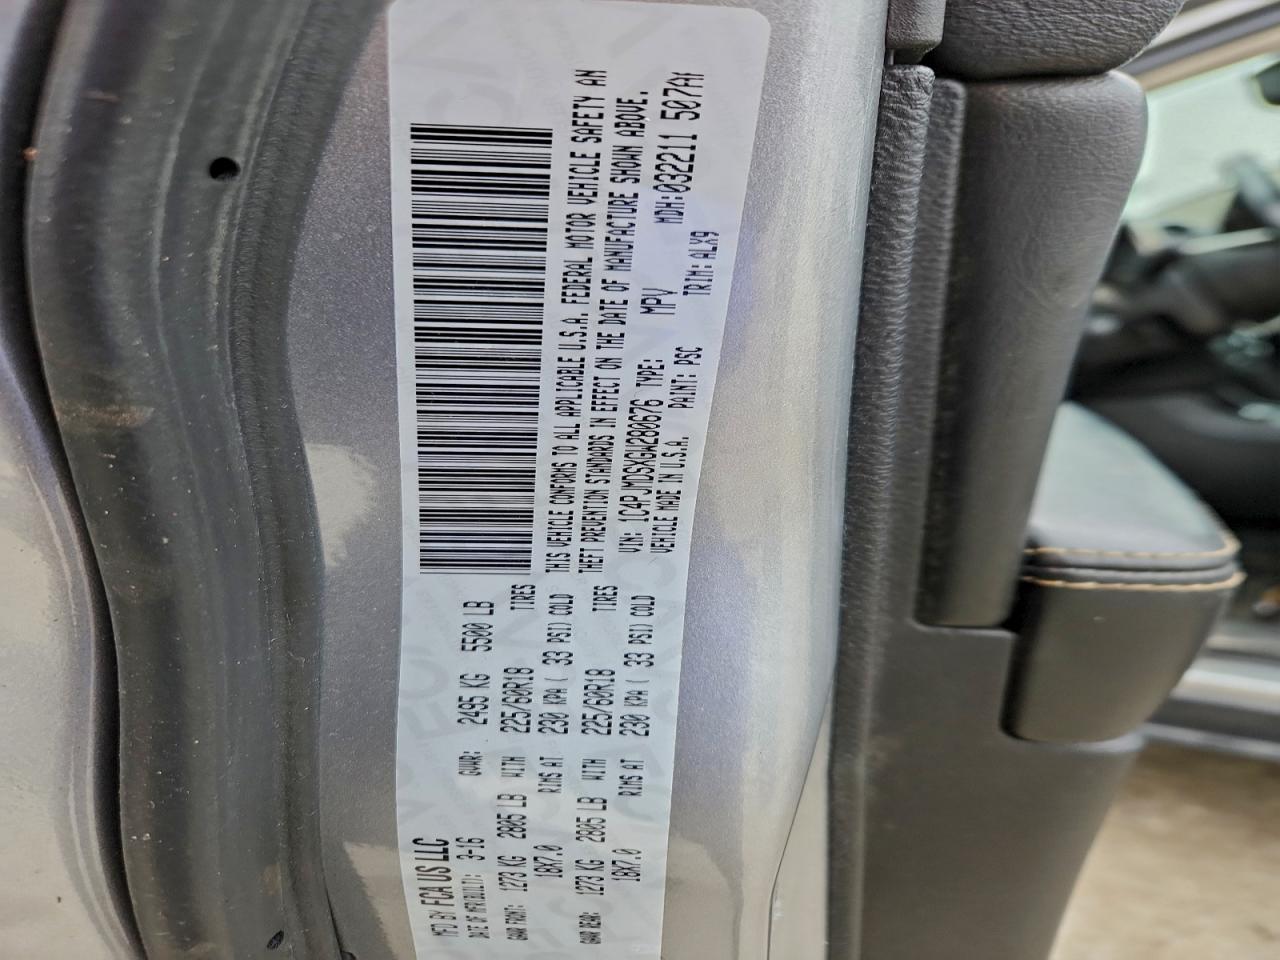 MFD BY FCA US LLC
DATE OF MFR(BUILT): 3-16 GVWR: 2495 KG 5500 LB
GAWR FRONT: 1273 KG 2805 LB WITH 225/60R18 TIRES
18X7.0 RIMS AT 230 KPA ( 33 PSI) COLD
GAWR REAR: 1273 KG 2805 LB WITH 225/60R18 TIRES
18X7.0 RIMS AT 230 KPA ( 33 PSI) COLD
THIS VEHICLE CONFORMS TO ALL APPLICABLE U.S.A. FEDERAL MOTOR VEHICLE SAFETY AN
THEFT PREVENTION STANDARDS IN EFFECT ON THE DATE OF MANUFACTURE SHOWN ABOVE.
VIN: 1C4PJMDSXGW280676 TYPE: MPV MDH:032211 507A#
VEHICLE MADE IN U.S.A. PAINT: PSC TRIM: ALX9